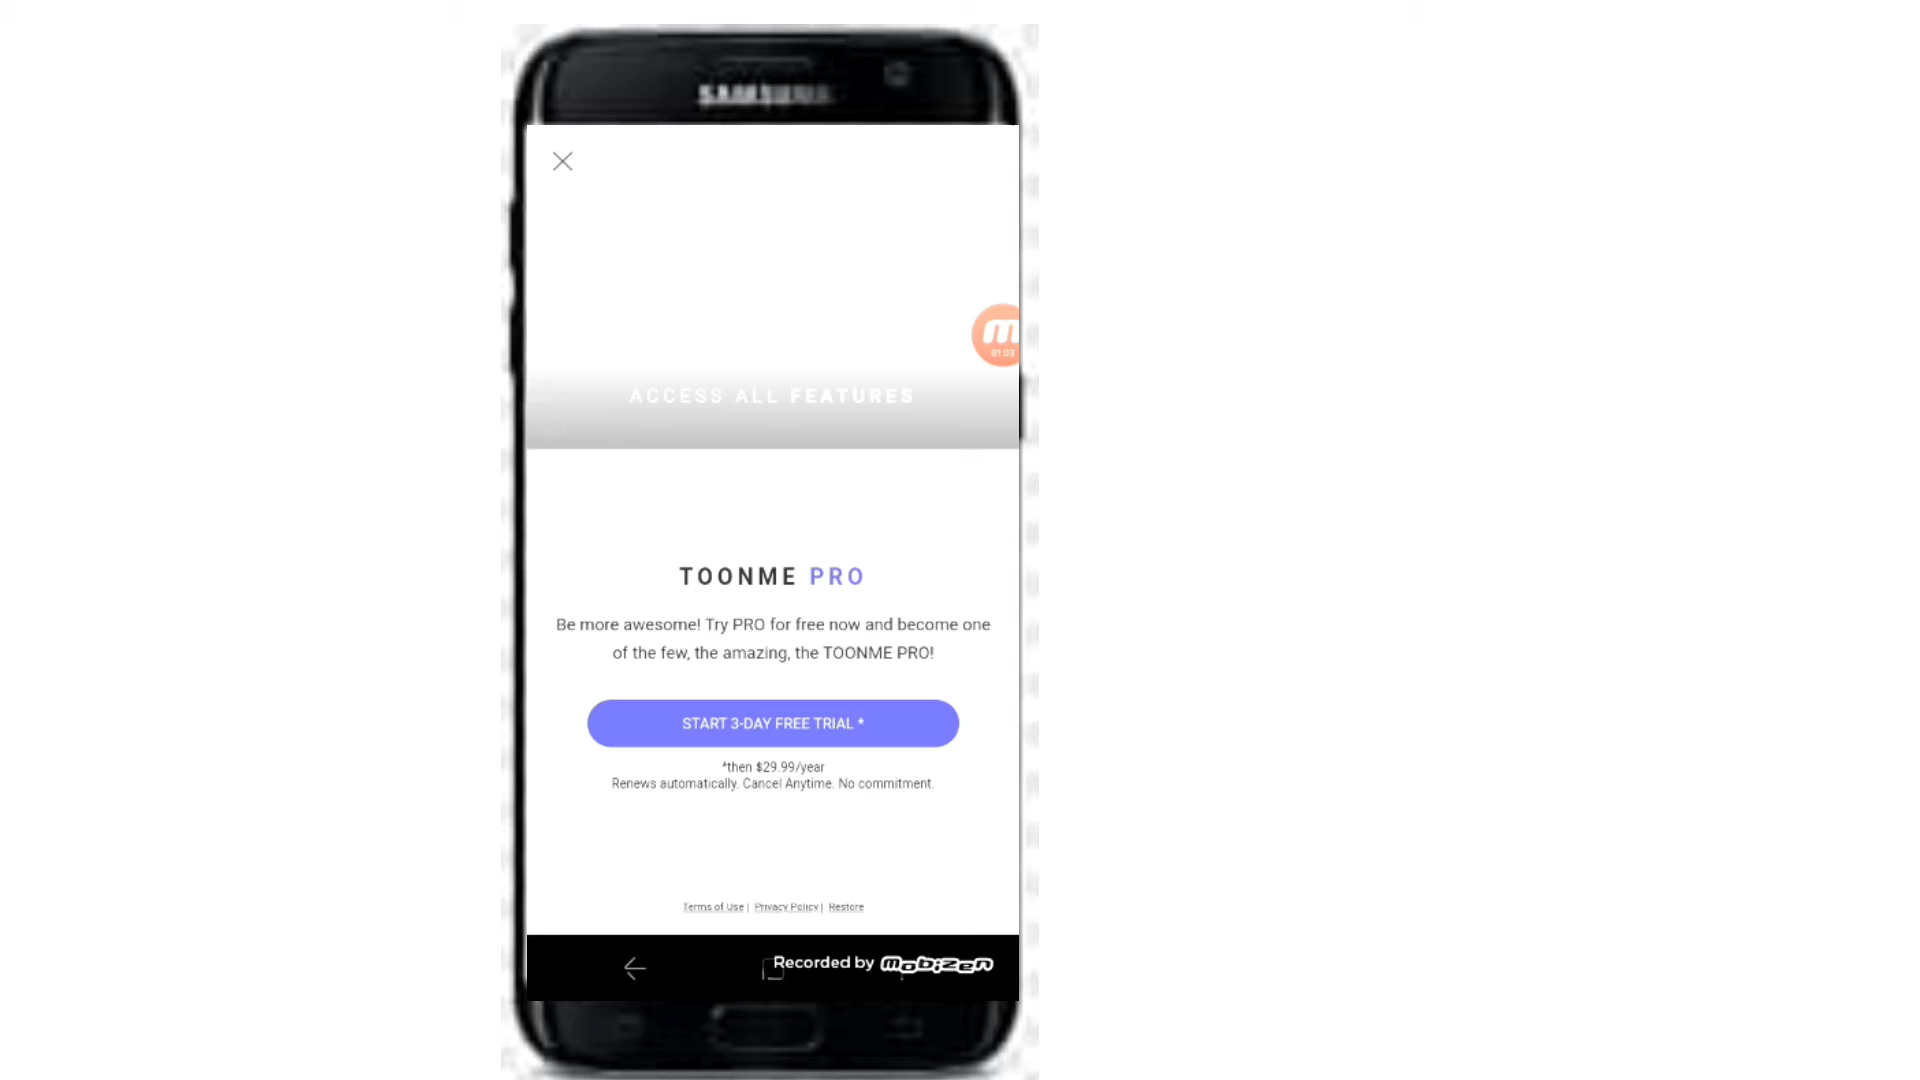 SAMSUNG
01:03
ACCESS ALL FEATURES
TOONME PRO
Be more awesome! Try PRO for free now and become one
of the few, the amazing, the TOONME PRO!
START 3-DAY FREE TRIAL *
*then $29.99/year
Renews automatically. Cancel Anytime. No commitment.
Terms of Use | Privacy Policy | Restore
Recorded by mobizen